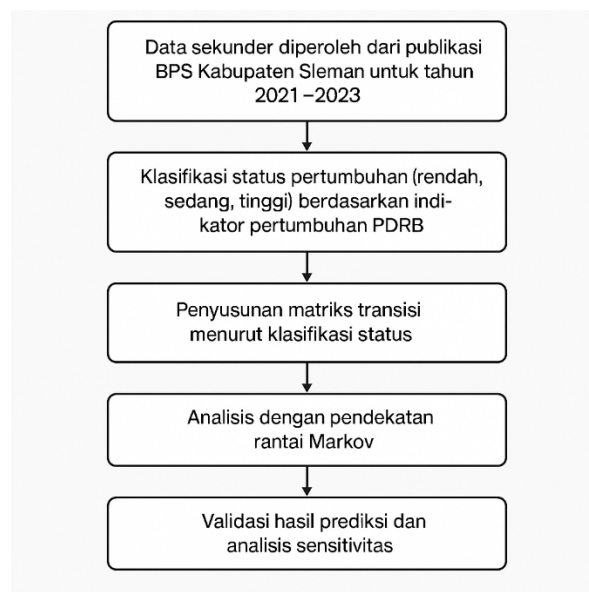 Data sekunder diperoleh dari publikasi
BPS Kabupaten Sleman untuk tahun
2021 –2023
Klasifikasi status pertumbuhan (rendah,
sedang, tinggi) berdasarkan indi-
kator pertumbuhan PDRB
Penyusunan matriks transisi
menurut klasifikasi status
Analisis dengan pendekatan
rantai Markov
Validasi hasil prediksi dan
analisis sensitivitas